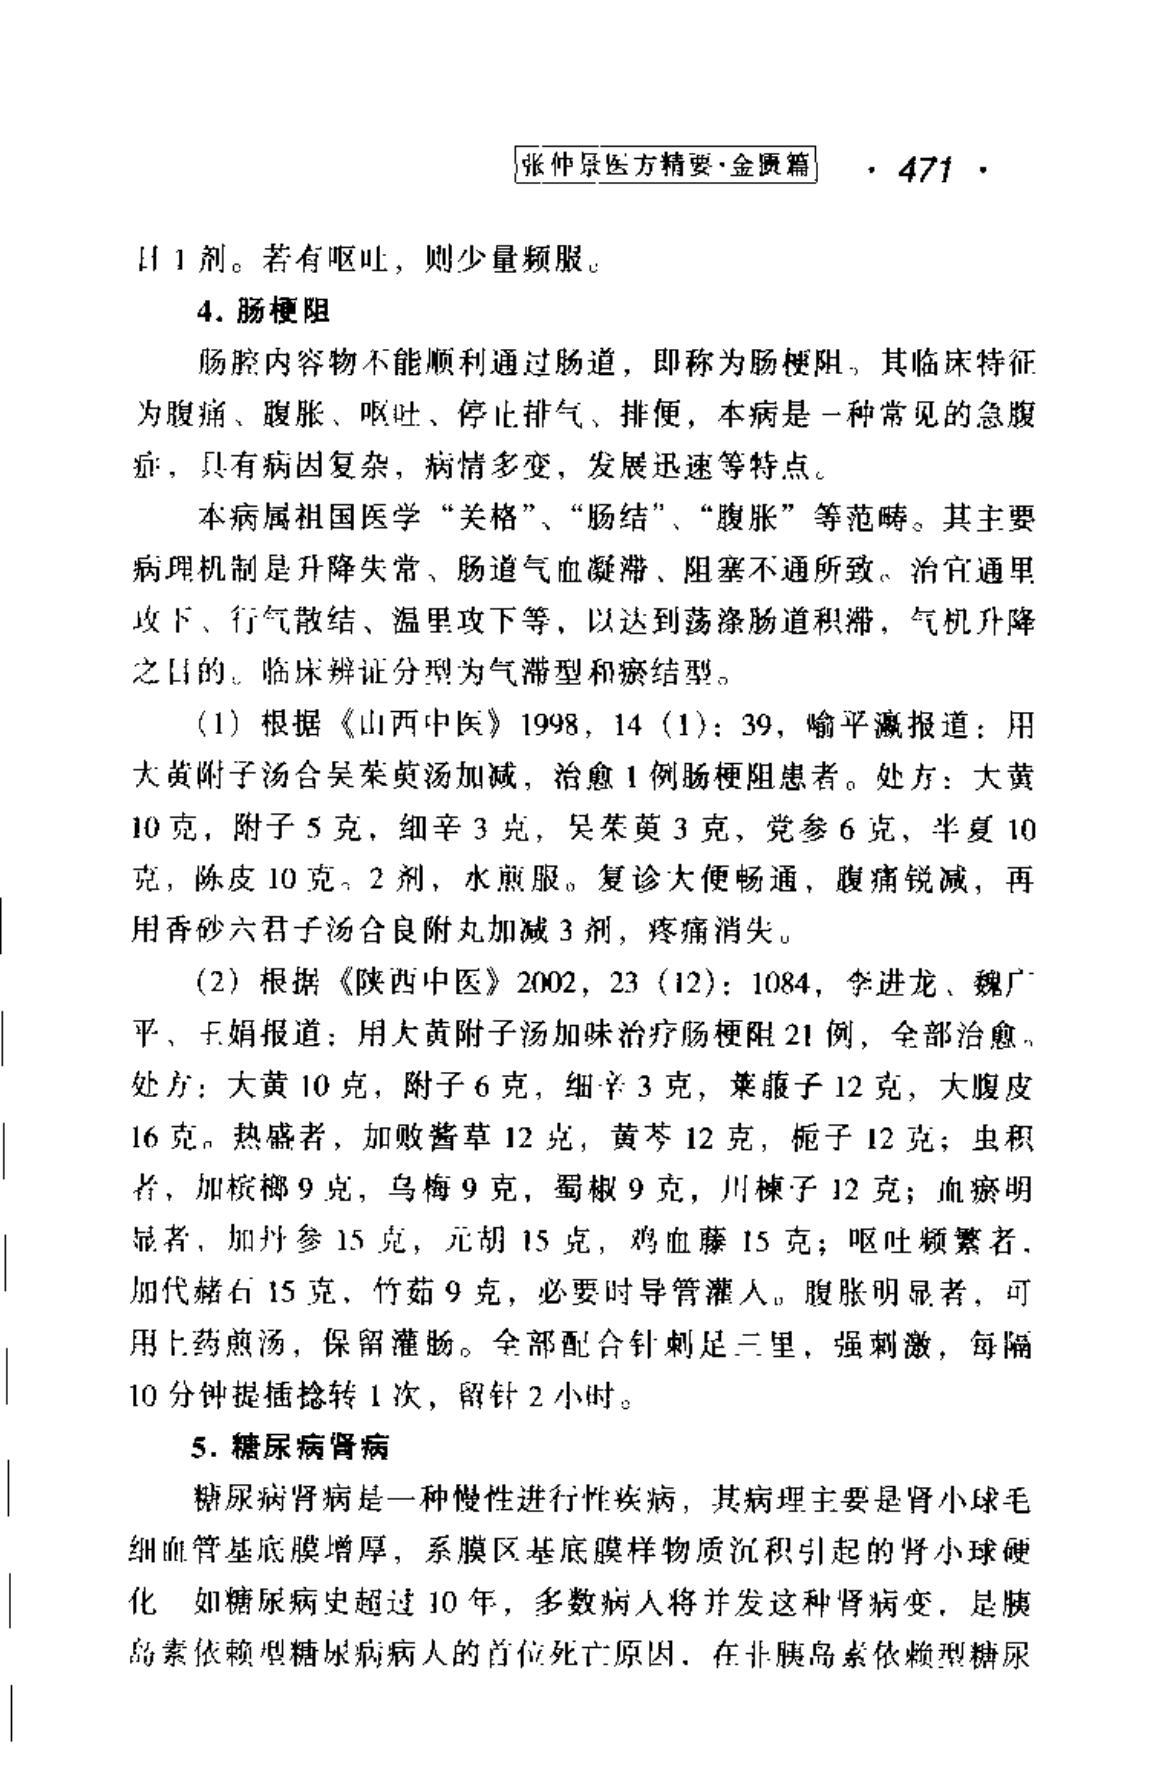 张仲景医方精要·金匮篇 · 471 ·
日 1 剂。若有呕吐，则少量频服。
4. 肠梗阻
肠腔内容物不能顺利通过肠道，即称为肠梗阻。其临床特征
为腹痛、腹胀、呕吐、停止排气、排便，本病是一种常见的急腹
症，具有病因复杂，病情多变，发展迅速等特点。
本病属祖国医学“关格”、“肠结”、“腹胀”等范畴。其主要
病理机制是升降失常、肠道气血凝滞、阻塞不通所致。治宜通里
攻下、行气散结、温里攻下等，以达到荡涤肠道积滞，气机升降
之目的。临床辨证分型为气滞型和瘀结型。
（1）根据《山西中医》1998，14（1）：39，喻平瀛报道：用
大黄附子汤合吴茱萸汤加减，治愈 1 例肠梗阻患者。处方：大黄
10 克，附子 5 克，细辛 3 克，吴茱萸 3 克，党参 6 克，半夏 10
克，陈皮 10 克。2 剂，水煎服。复诊大便畅通，腹痛锐减，再
用香砂六君子汤合良附丸加减 3 剂，疼痛消失。
（2）根据《陕西中医》2002，23（12）：1084，李进龙、魏广
平、王娟报道：用大黄附子汤加味治疗肠梗阻 21 例，全部治愈。
处方：大黄 10 克，附子 6 克，细辛 3 克，莱菔子 12 克，大腹皮
16 克。热盛者，加败酱草 12 克，黄芩 12 克，栀子 12 克；虫积
者，加槟榔 9 克，乌梅 9 克，蜀椒 9 克，川楝子 12 克；血瘀明
显者，加丹参 15 克，元胡 15 克，鸡血藤 15 克；呕吐频繁者，
加代赭石 15 克，竹茹 9 克，必要时导管灌入。腹胀明显者，可
用上药煎汤，保留灌肠。全部配合针刺足三里，强刺激，每隔
10 分钟提插捻转 1 次，留针 2 小时。
5. 糖尿病肾病
糖尿病肾病是一种慢性进行性疾病，其病理主要是肾小球毛
细血管基底膜增厚，系膜区基底膜样物质沉积引起的肾小球硬
化 如糖尿病史超过 10 年，多数病人将并发这种肾病变，是胰
岛素依赖型糖尿病病人的首位死亡原因，在非胰岛素依赖型糖尿